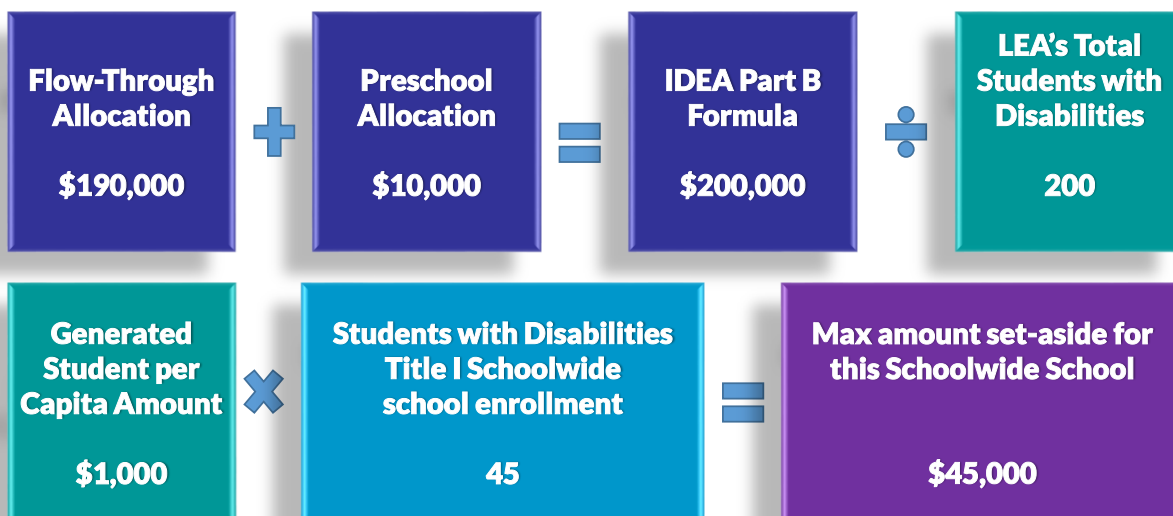 Flow-Through
Allocation
$190,000
Preschool
Allocation
$10,000
IDEA Part B
Formula
$200,000
LEA's Total
Students with
Disabilities
200
Generated
Student per
Capita Amount
$1,000
Students with Disabilities
Title I Schoolwide
school enrollment
45
Max amount set-aside for
this Schoolwide School
$45,000